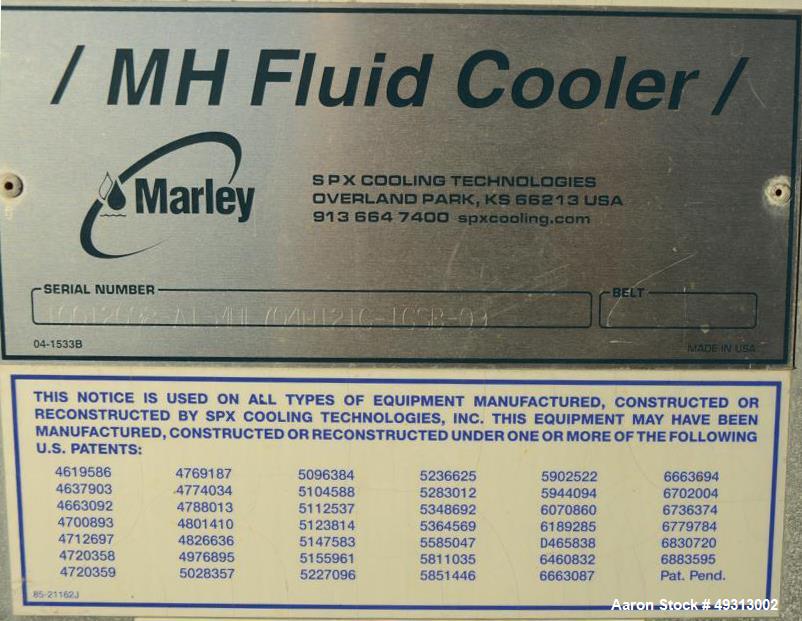 / MH Fluid Cooler /
Marley
SPX COOLING TECHNOLOGIES
OVERLAND PARK, KS 66213 USA
913 664 7400 spxcooling.com
SERIAL NUMBER
BELT
04-1533B
MADE IN USA
THIS NOTICE IS USED ON ALL TYPES OF EQUIPMENT MANUFACTURED, CONSTRUCTED OR
RECONSTRUCTED BY SPX COOLING TECHNOLOGIES, INC. THIS EQUIPMENT MAY HAVE BEEN
MANUFACTURED, CONSTRUCTED OR RECONSTRUCTED UNDER ONE OR MORE OF THE FOLLOWING
U.S. PATENTS:
4619586 4769187 5096384 5236625 5902522 6663694
4637903 4774034 5104588 5283012 5944094 6702004
4663092 4788013 5112537 5348692 6070860 6736374
4700893 4801410 5123814 5364569 6189285 6779784
4712697 4826636 5147583 5585047 D465838 6830720
4720358 4976895 5155961 5811035 6460832 6883595
4720359 5028357 5227096 5851446 6663087 Pat. Pend.
85-21162J
Aaron Stock # 49313002